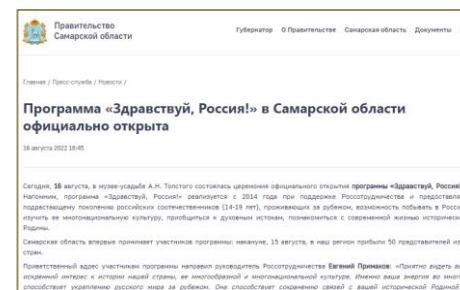 Правительство
Самарской области
Губернатор О Правительстве Самарская область Документы
Главная / Пресс-служба / Новости /
Программа «Здравствуй, Россия!» в Самарской области
официально открыта
16 августа 2022 18:45
Сегодня, 16 августа, в музее-усадьбе А.Н. Толстого состоялась церемония официального открытия программы «Здравствуй, Россия!
Напомним, программа «Здравствуй, Россия!» реализуется с 2014 года при поддержке Россотрудничества и предоставля
подрастающему поколению российских соотечественников (14-19 лет), проживающих за рубежом, возможность побывать в Росси
изучить ее многонациональную культуру, приобщиться к духовным истокам, познакомиться с современной жизнью историческ
Родины.
Самарская область впервые принимает участников программы: накануне, 15 августа, в наш регион прибыли 50 представителей из
стран.
Приветственный адрес участникам программы направил руководитель Россотрудничества Евгений Примаков: «Приятно видеть ва
искренний интерес к истории нашей страны, ее многообразной и многонациональной культуре. Именно ваша энергия во мног
способствует укреплению русского мира за рубежом. Она способствует сохранению связей с вашей исторической Родиной